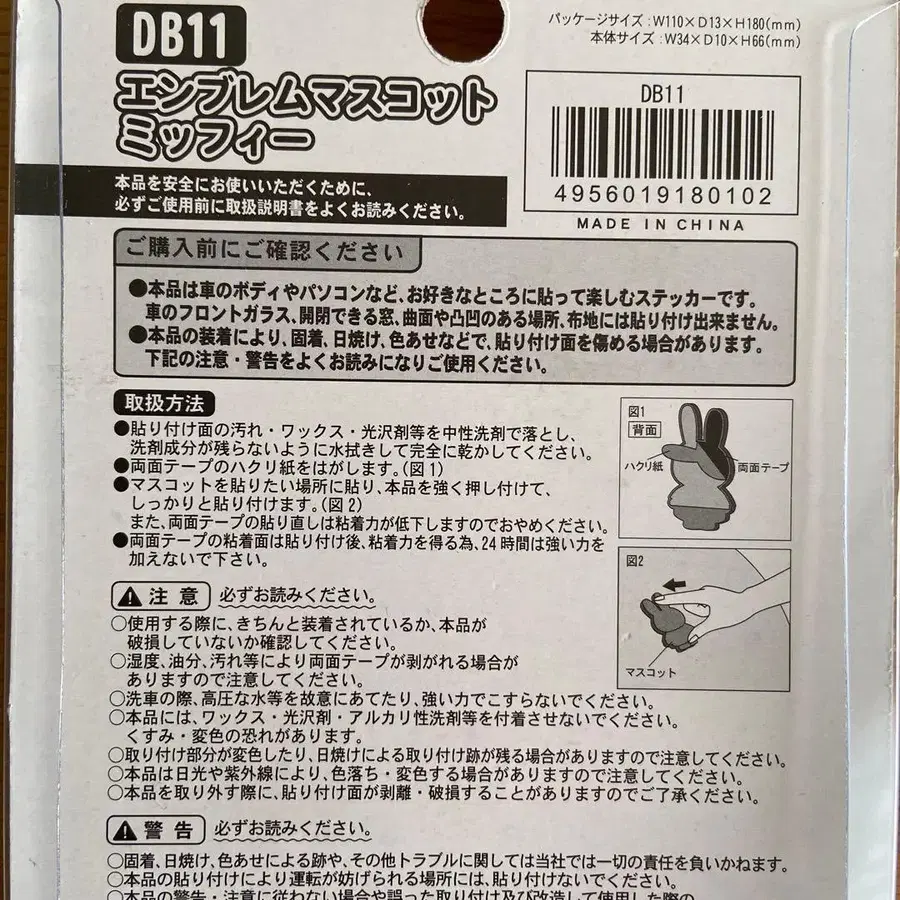 DB11
エンブレムマスコット
ミッフィー
パッケージサイズ：W110×D13×H180(mm)
本体サイズ：W34×D10×H66(mm)
DB11
4956019180102
MADE IN CHINA
本品を安全にお使いいただくために、
必ずご使用前に取扱説明書をよくお読みください。
ご購入前にご確認ください
●本品は車のボディやパソコンなど、お好きなところに貼って楽しむステッカーです。
車のフロントガラス、開閉できる窓、曲面や凸凹のある場所、布地には貼り付け出来ません。
●本品の装着により、固着、日焼け、色あせなどで、貼り付け面を傷める場合があります。
下記の注意・警告をよくお読みになりご使用ください。
取扱方法
●貼り付け面の汚れ・ワックス・光沢剤等を中性洗剤で落とし、
洗剤成分が残らないように水拭きして完全に乾かしてください。
●両面テープのハクリ紙をはがします。(図1)
●マスコットを貼りたい場所に貼り、本品を強く押し付けて、
しっかりと貼り付けます。(図2)
また、両面テープの貼り直しは粘着力が低下しますのでおやめください。
●両面テープの粘着面は貼り付け後、粘着力を得る為、24時間は強い力を
加えないで下さい。
図1
背面
ハクリ紙
両面テープ
図2
マスコット
注意 必ずお読みください。
○使用する際に、きちんと装着されているか、本品が
破損していないか確認してください。
○湿度、油分、汚れ等により両面テープが剥がれる場合が
ありますので注意してください。
○洗車の際、高圧な水等を故意にあてたり、強い力でこすらないでください。
○本品には、ワックス・光沢剤・アルカリ性洗剤等を付着させないでください。
くすみ・変色の恐れがあります。
○取り付け部分が変色したり、日焼けによる取り付け跡が残る場合がありますので注意してください。
○本品は日光や紫外線により、色落ち・変色する場合がありますので注意してください。
○本品を取り外す際に、貼り付け面が剥離・破損することがありますのでご了承ください。
警告 必ずお読みください。
○固着、日焼け、色あせによる跡や、その他トラブルに関しては当社では一切の責任を負いかねます。
○本品の貼り付けにより運転が妨げられる場所には、貼り付けないでください。
○本品の警告・注意に従わない場合や誤った取り付け及び改造して使用した際の